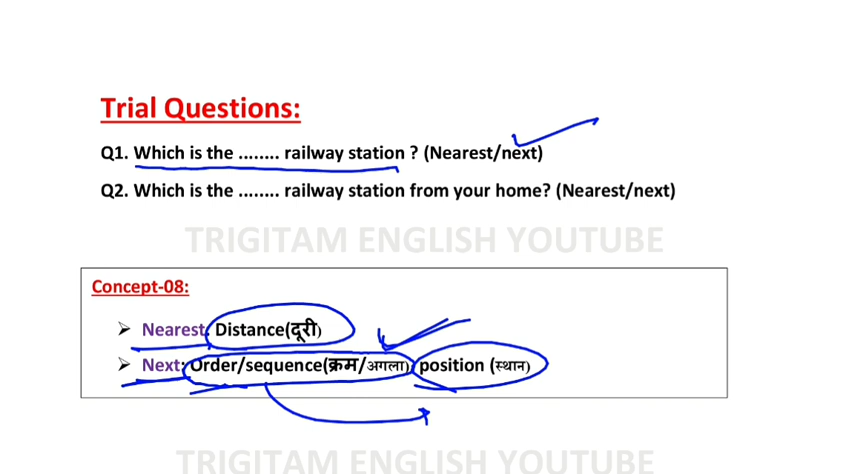 Trial Questions:
Q1. Which is the ........ railway station ? (Nearest/next)
Q2. Which is the ........ railway station from your home? (Nearest/next)
TRIGITAM ENGLISH YOUTUBE
Concept-08:
➢ Nearest: Distance(दूरी)
➢ Next: Order/sequence(क्रम/अगला), position (स्थान)
TRIGITAM ENGLISH YOUTUBE